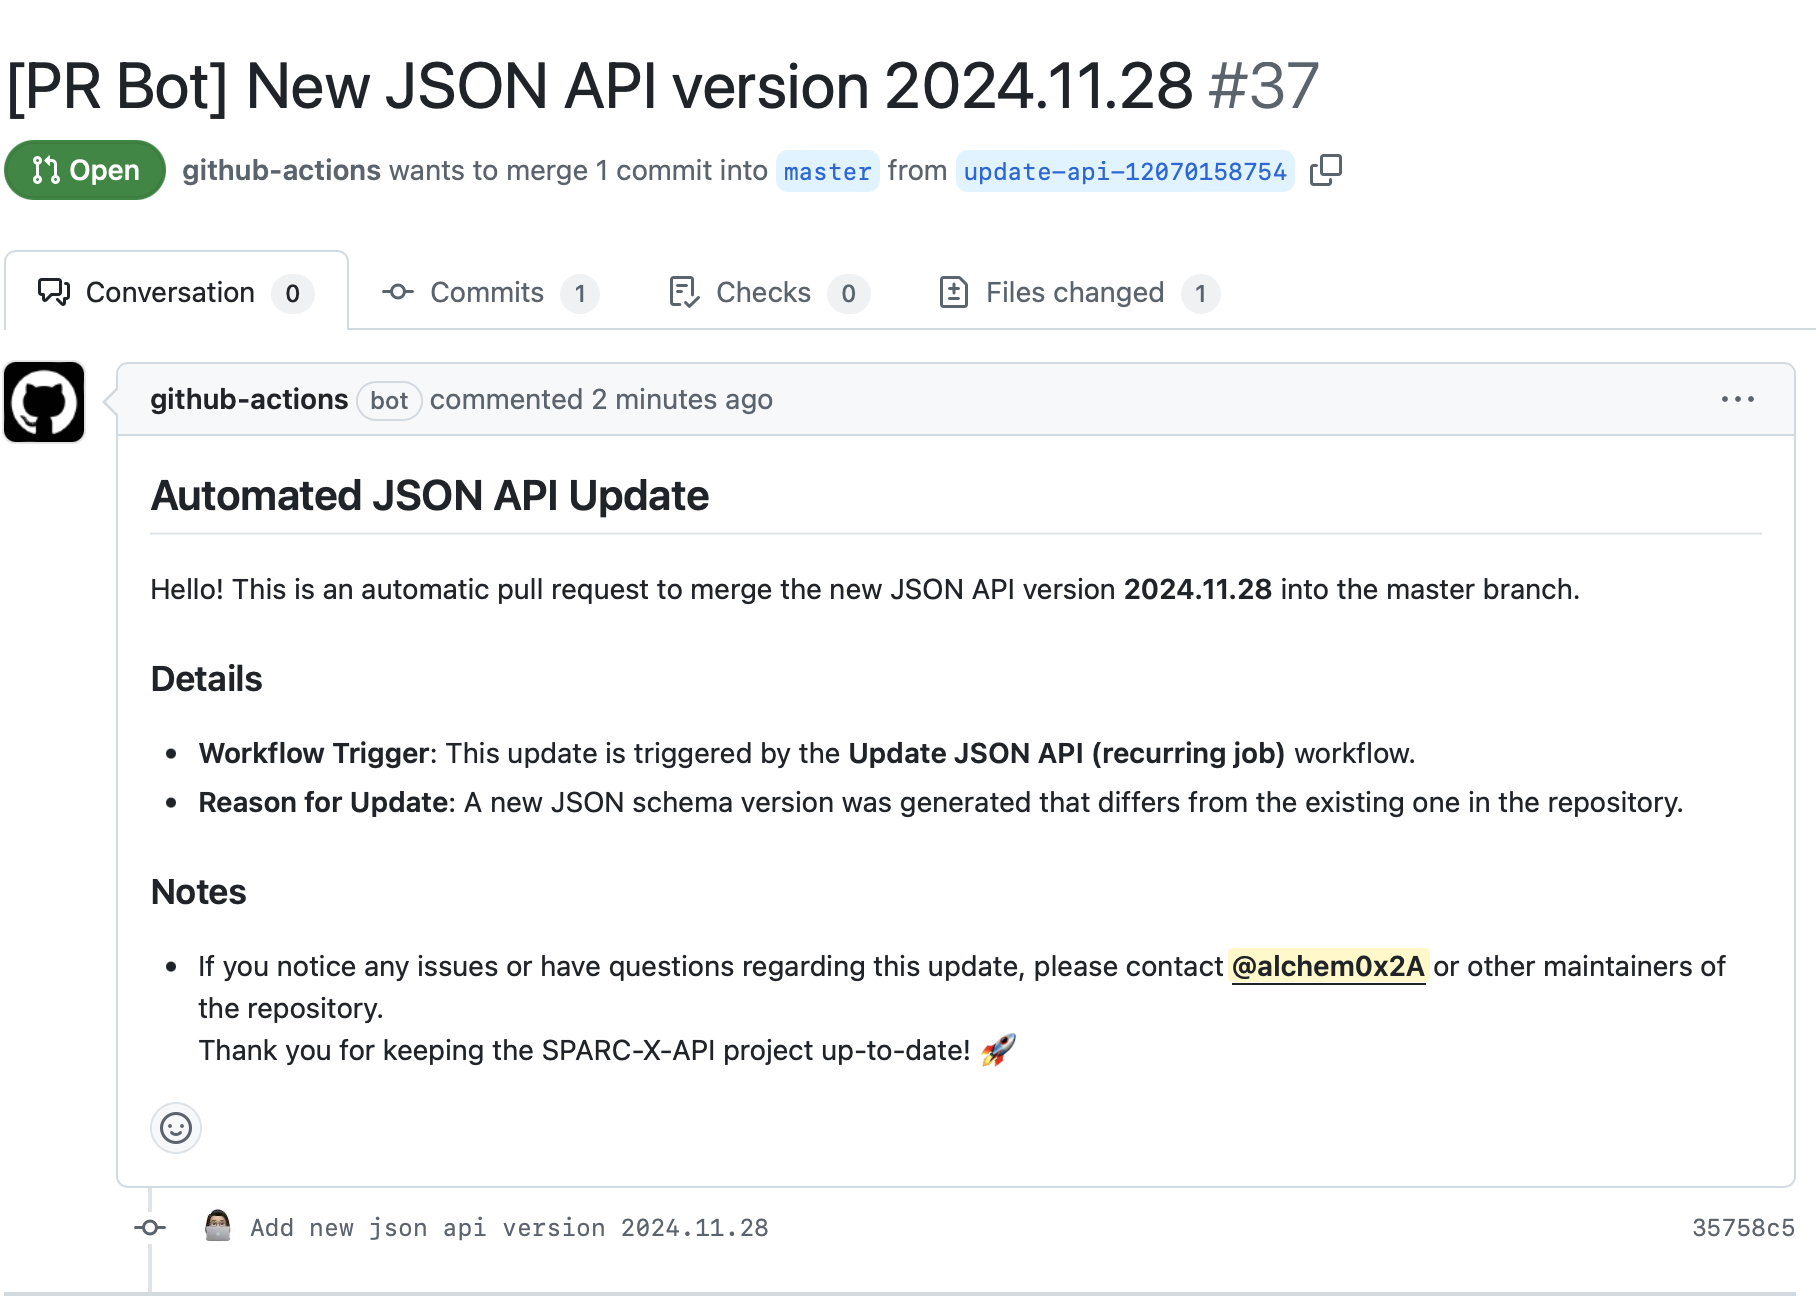 [PR Bot] New JSON API version 2024.11.28 #37
Open github-actions wants to merge 1 commit into master from update-api-12070158754
Conversation 0 Commits 1 Checks 0 Files changed 1
github-actions bot commented 2 minutes ago
Automated JSON API Update
Hello! This is an automatic pull request to merge the new JSON API version 2024.11.28 into the master branch.
Details
• Workflow Trigger: This update is triggered by the Update JSON API (recurring job) workflow.
• Reason for Update: A new JSON schema version was generated that differs from the existing one in the repository.
Notes
• If you notice any issues or have questions regarding this update, please contact @alchem0x2A or other maintainers of
the repository.
Thank you for keeping the SPARC-X-API project up-to-date! 🚀
Add new json api version 2024.11.28 35758c5